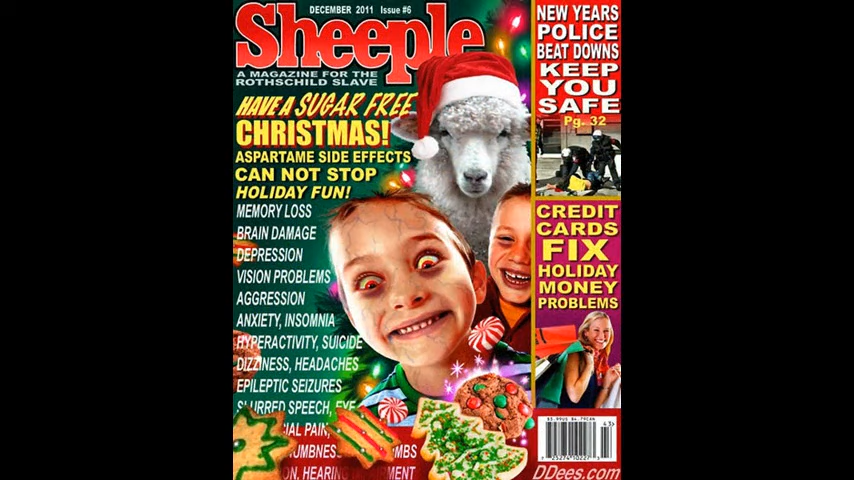 DECEMBER 2011 Issue #6
Sheeple
A MAGAZINE FOR THE
ROTHSCHILD SLAVE
HAVE A SUGAR FREE
CHRISTMAS!
ASPARTAME SIDE EFFECTS
CAN NOT STOP
HOLIDAY FUN!
MEMORY LOSS
BRAIN DAMAGE
DEPRESSION
VISION PROBLEMS
AGGRESSION
ANXIETY, INSOMNIA
HYPERACTIVITY, SUICIDE
DIZZINESS, HEADACHES
EPILEPTIC SEIZURES
SLURRED SPEECH, EYE
PAIN,
HEARING
NEW YEARS
POLICE
BEAT DOWNS
KEEP
YOU
SAFE
Pg. 32
CREDIT
CARDS
FIX
HOLIDAY
MONEY
PROBLEMS
DDees.com